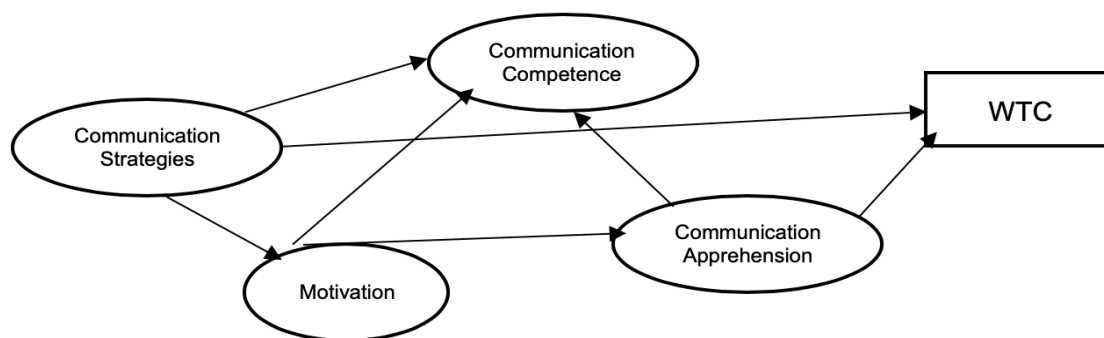 Communication
Competence
WTC
Communication
Strategies
Communication
Apprehension
Motivation